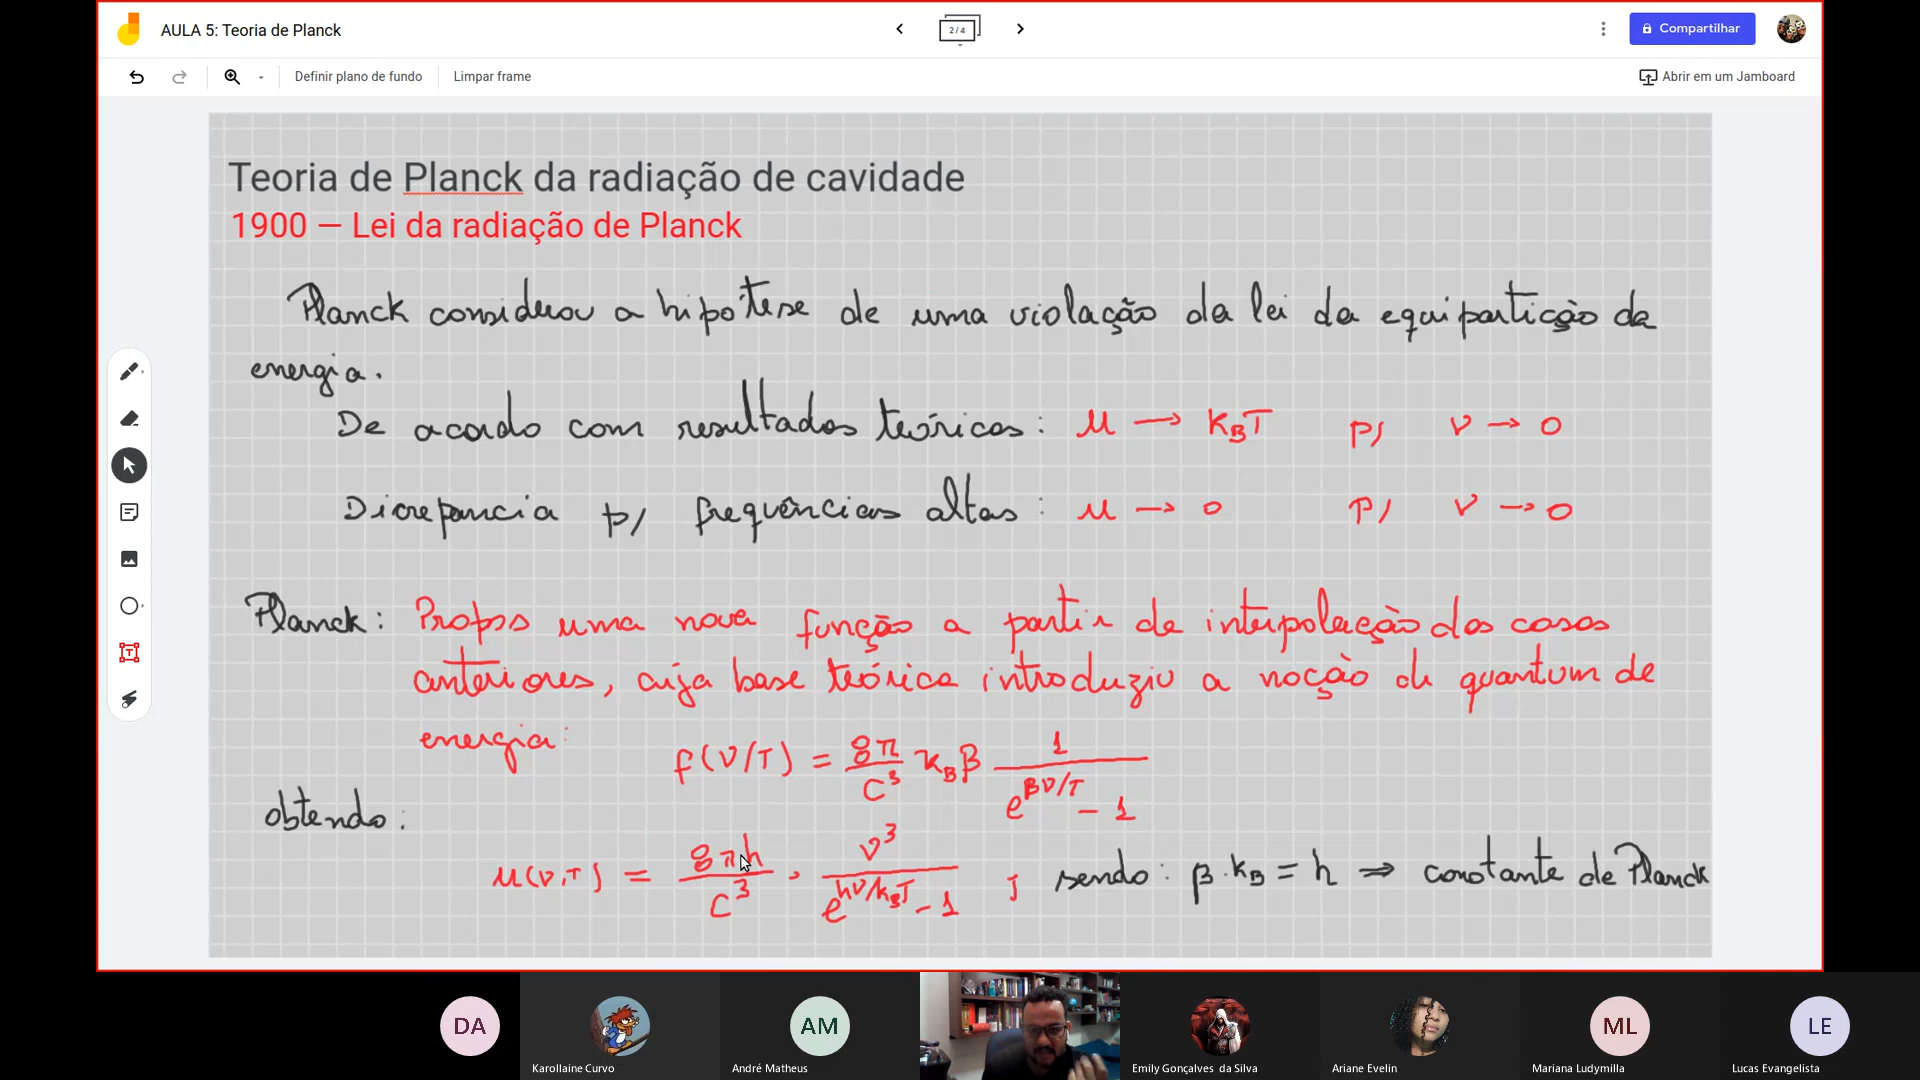 AULA 5: Teoria de Planck
2 / 4
Compartilhar
Definir plano de fundo
Limpar frame
Abrir em um Jamboard
Teoria de Planck da radiação de cavidade
1900 — Lei da radiação de Planck
Planck considerou a hipótese de uma violação da lei da equipartição da
energia.
De acordo com resultados teóricos: u → k_B T p/ ν → 0
Dicrepancia p/ frequências altas: u → 0 p/ ν → 0
Planck: Propôs uma nova função a partir de interpolação dos casos
anteriores, cuja base teórica introduziu a noção de quantum de
energia:
f(ν/T) = 8π/c³ k_B β 1/(e^(βν/T) - 1)
obtendo:
u(ν,T) = 8πh/c³ · ν³/(e^(hν/k_B T) - 1) ; sendo: β · k_B = h ⇒ constante de Planck
DA
AM
ML
LE
Karollaine Curvo
André Matheus
Emily Gonçalves da Silva
Ariane Evelin
Mariana Ludymilla
Lucas Evangelista